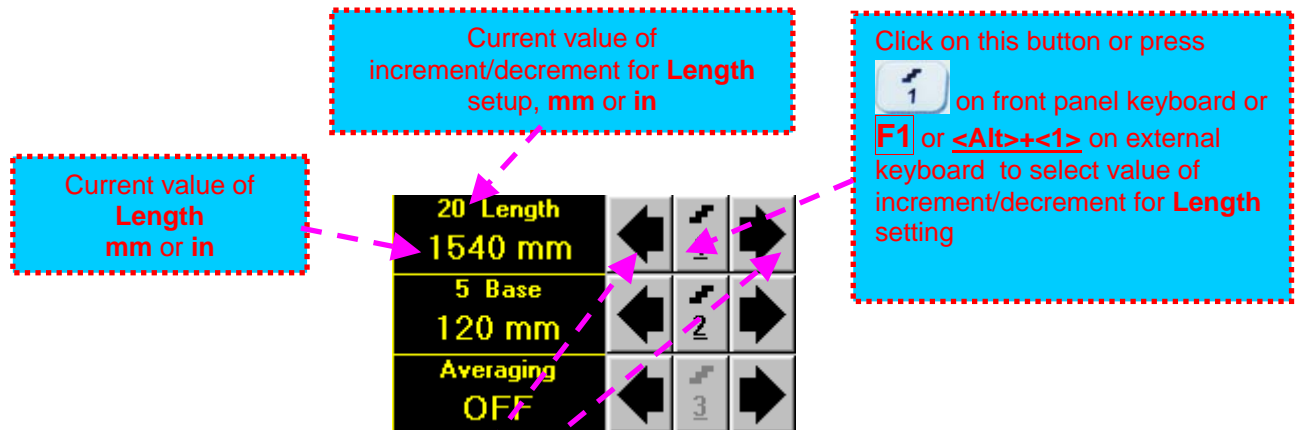 Current value of
increment/decrement for Length
setup, mm or in
Click on this button or press
1
on front panel keyboard or
F1 or <Alt>+<1> on external
keyboard to select value of
increment/decrement for Length
setting
Current value of
Length
mm or in
20 Length
1540 mm
5 Base
120 mm
2
Averaging
OFF
3